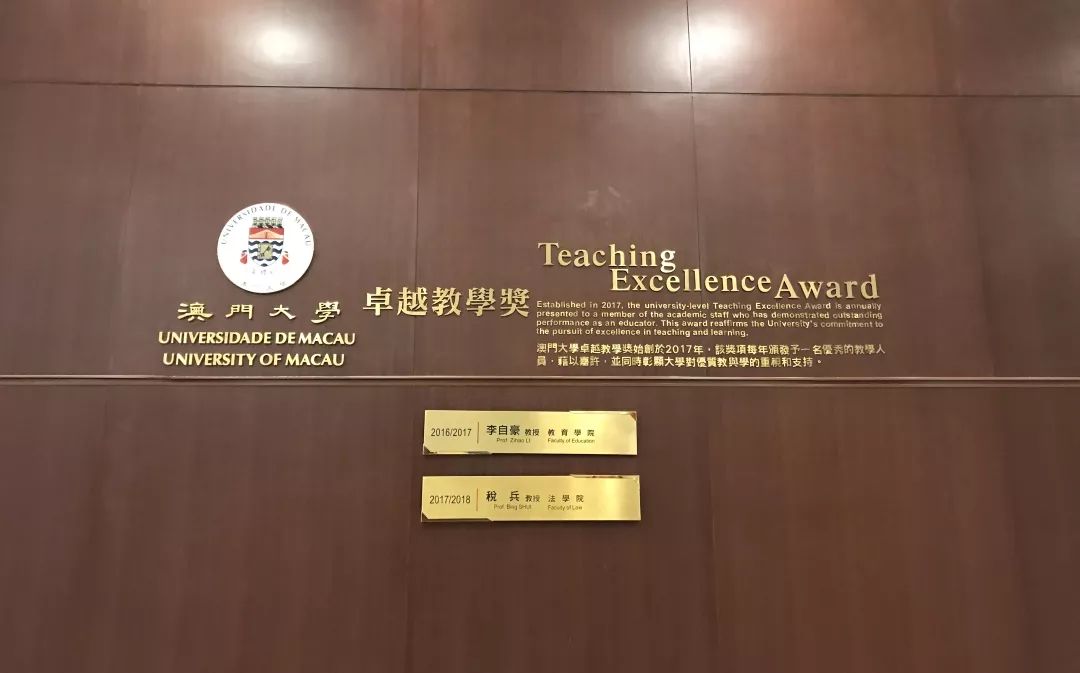 UNIVERSIDADE DE MACAU
澳門大學
UNIVERSIDADE DE MACAU
UNIVERSITY OF MACAU
卓越教學獎
Teaching
Excellence Award
Established in 2017, the university-level Teaching Excellence Award is annually
presented to a member of the academic staff who has demonstrated outstanding
performance as an educator. This award reaffirms the University's commitment to
the pursuit of excellence in teaching and learning.
澳門大學卓越教學獎始創於2017年，該獎項每年頒發予一名優秀的教學人
員，藉以嘉許，並同時彰顯大學對優質教與學的重視和支持。
2016/2017 李自豪 教授 教育學院
Prof. Zihao LI Faculty of Education
2017/2018 稅兵 教授 法學院
Prof. Bing SHUI Faculty of Law